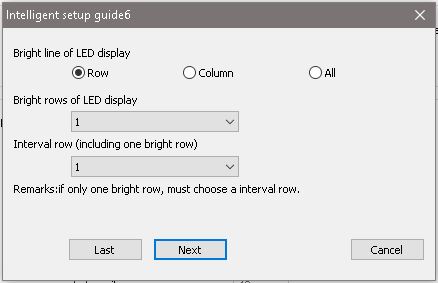 Intelligent setup guide6
Bright line of LED display
Row Column All
Bright rows of LED display
1
Interval row (including one bright row)
1
Remarks:if only one bright row, must choose a interval row.
Last Next Cancel